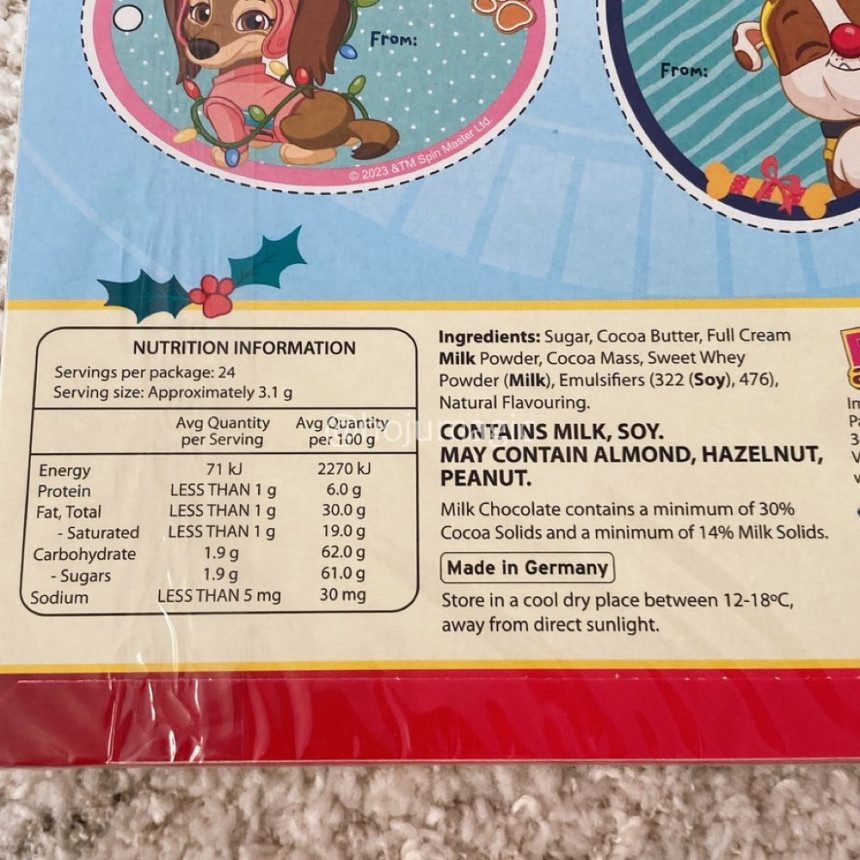 From:
From:
© 2023 &TM Spin Master Ltd.
NUTRITION INFORMATION
Servings per package: 24
Serving size: Approximately 3.1 g
Avg Quantity Avg Quantity
per Serving per 100 g
Energy 71 kJ 2270 kJ
Protein LESS THAN 1 g 6.0 g
Fat, Total LESS THAN 1 g 30.0 g
- Saturated LESS THAN 1 g 19.0 g
Carbohydrate 1.9 g 62.0 g
- Sugars 1.9 g 61.0 g
Sodium LESS THAN 5 mg 30 mg
Ingredients: Sugar, Cocoa Butter, Full Cream
Milk Powder, Cocoa Mass, Sweet Whey
Powder (Milk), Emulsifiers (322 (Soy), 476),
Natural Flavouring.
CONTAINS MILK, SOY.
MAY CONTAIN ALMOND, HAZELNUT,
PEANUT.
Milk Chocolate contains a minimum of 30%
Cocoa Solids and a minimum of 14% Milk Solids.
Made in Germany
Store in a cool dry place between 12-18ºC,
away from direct sunlight.